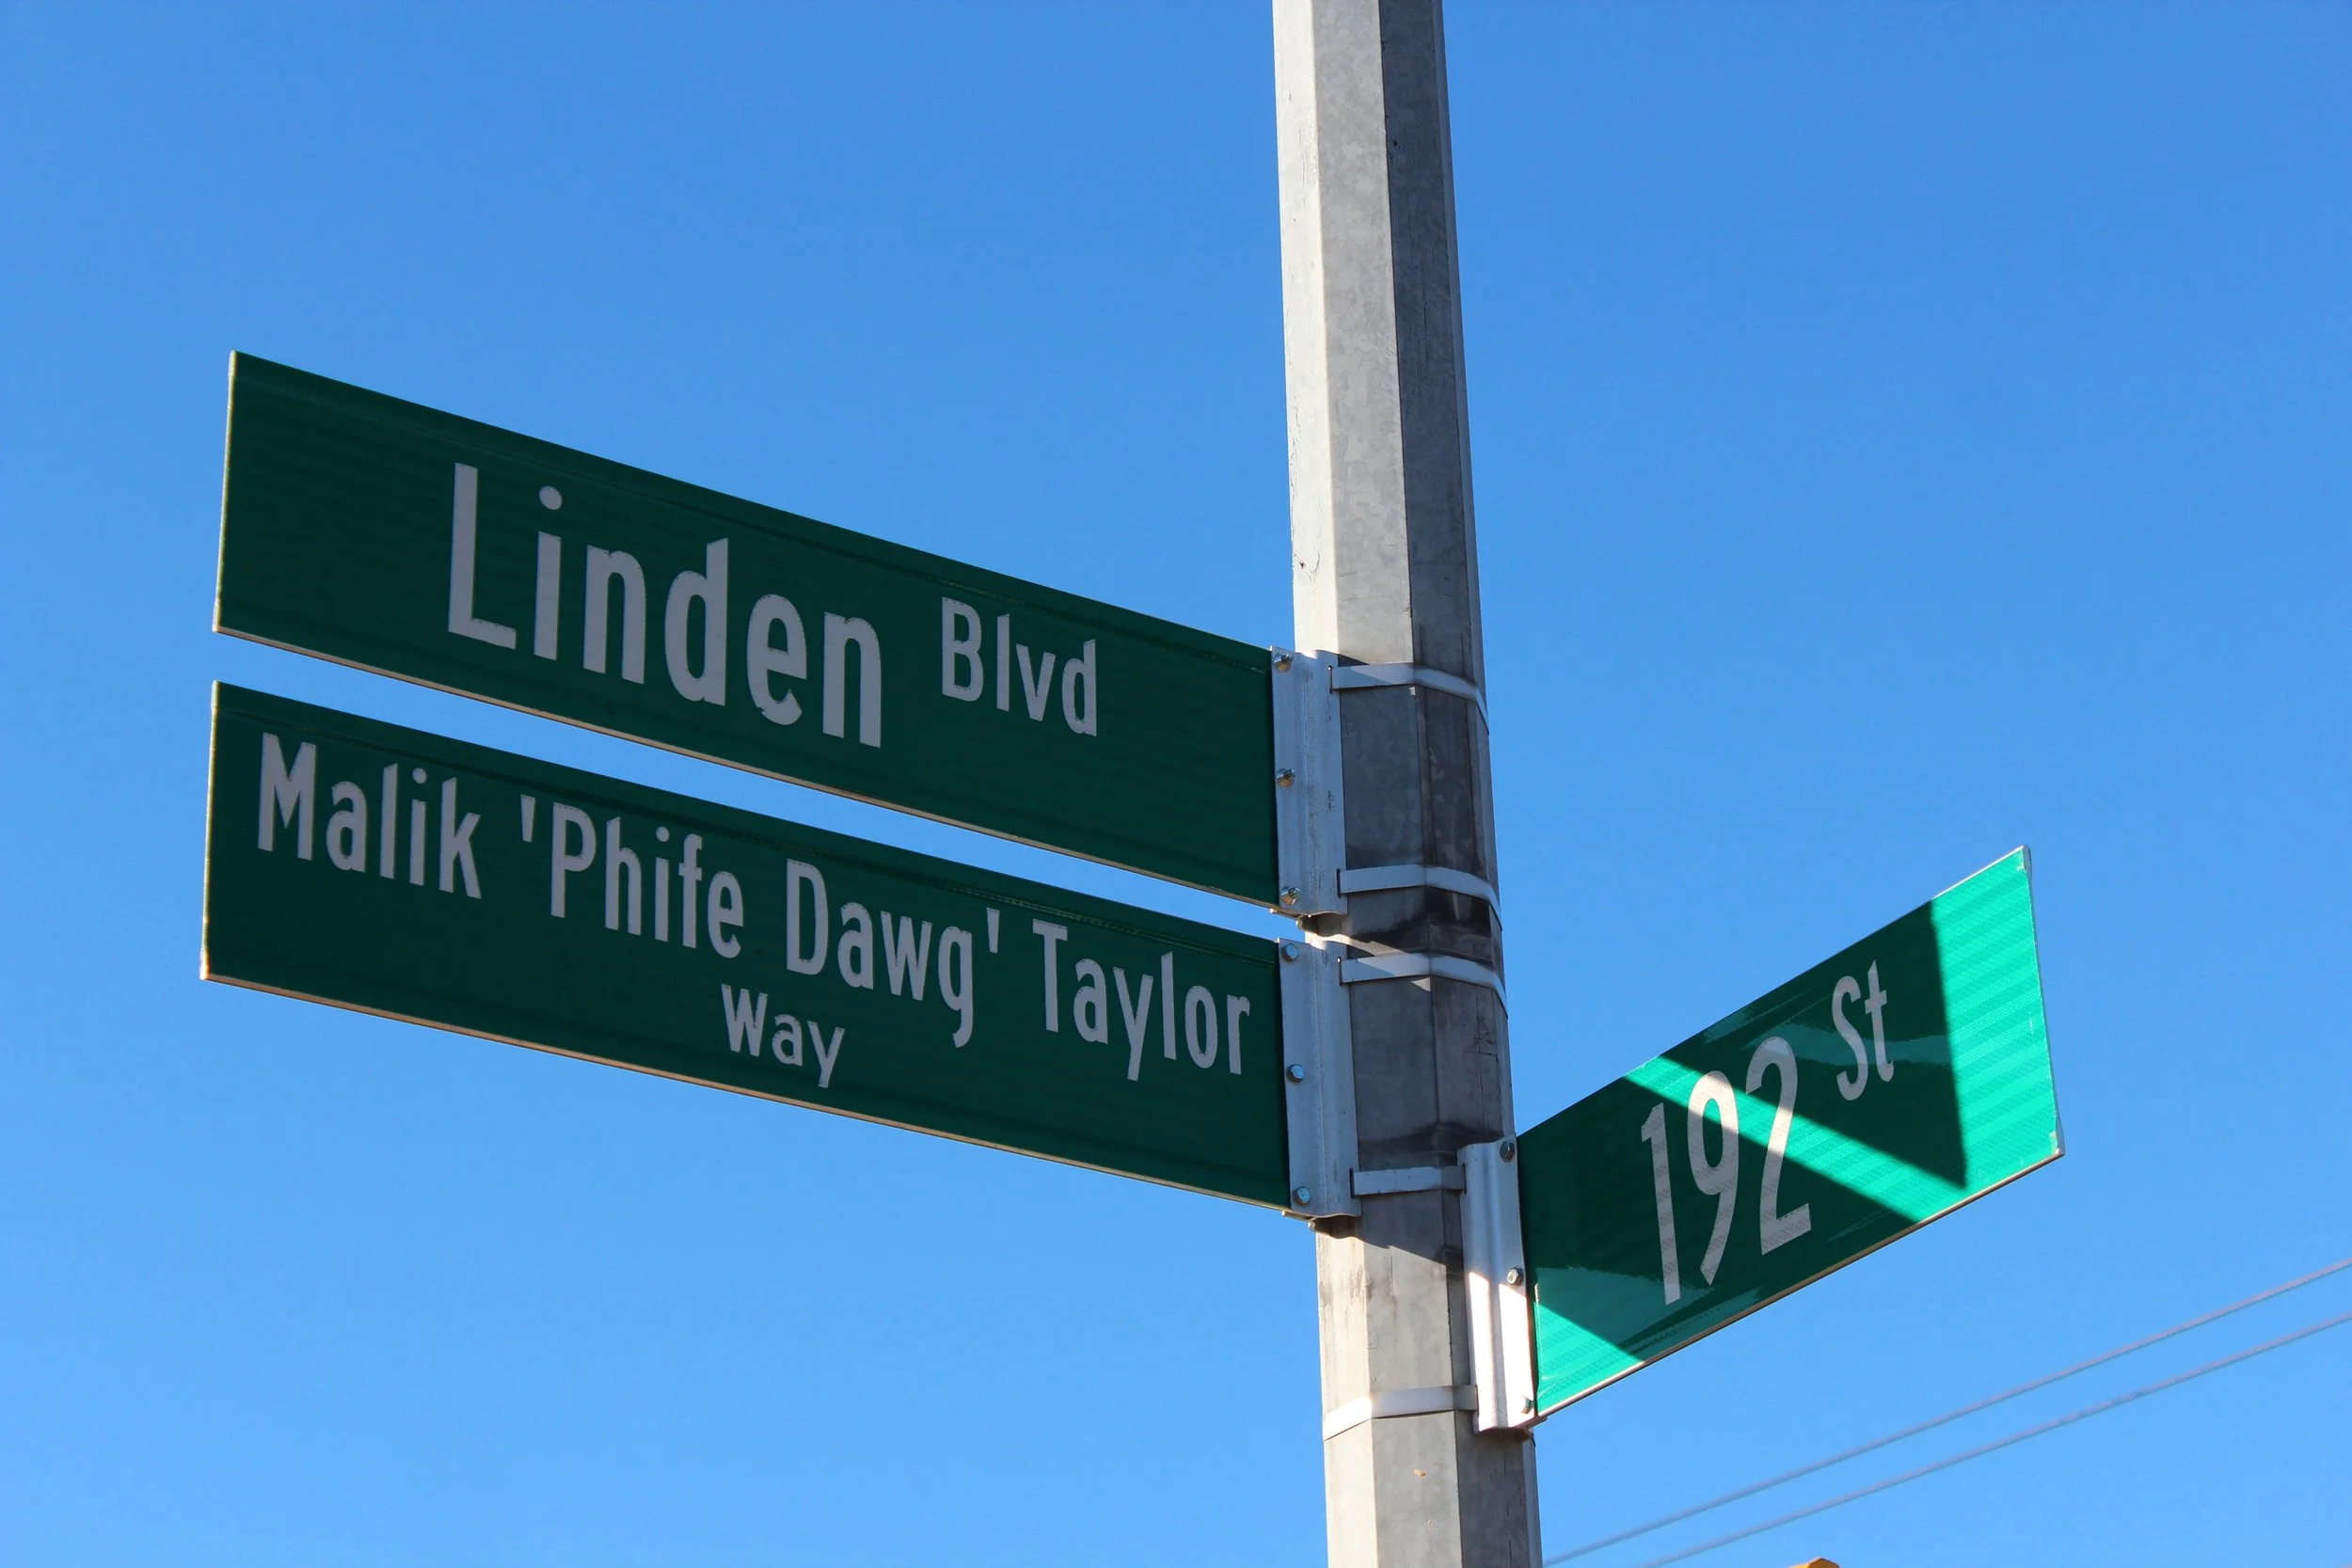 Linden Blvd
Malik 'Phife Dawg' Taylor
Way
192 St